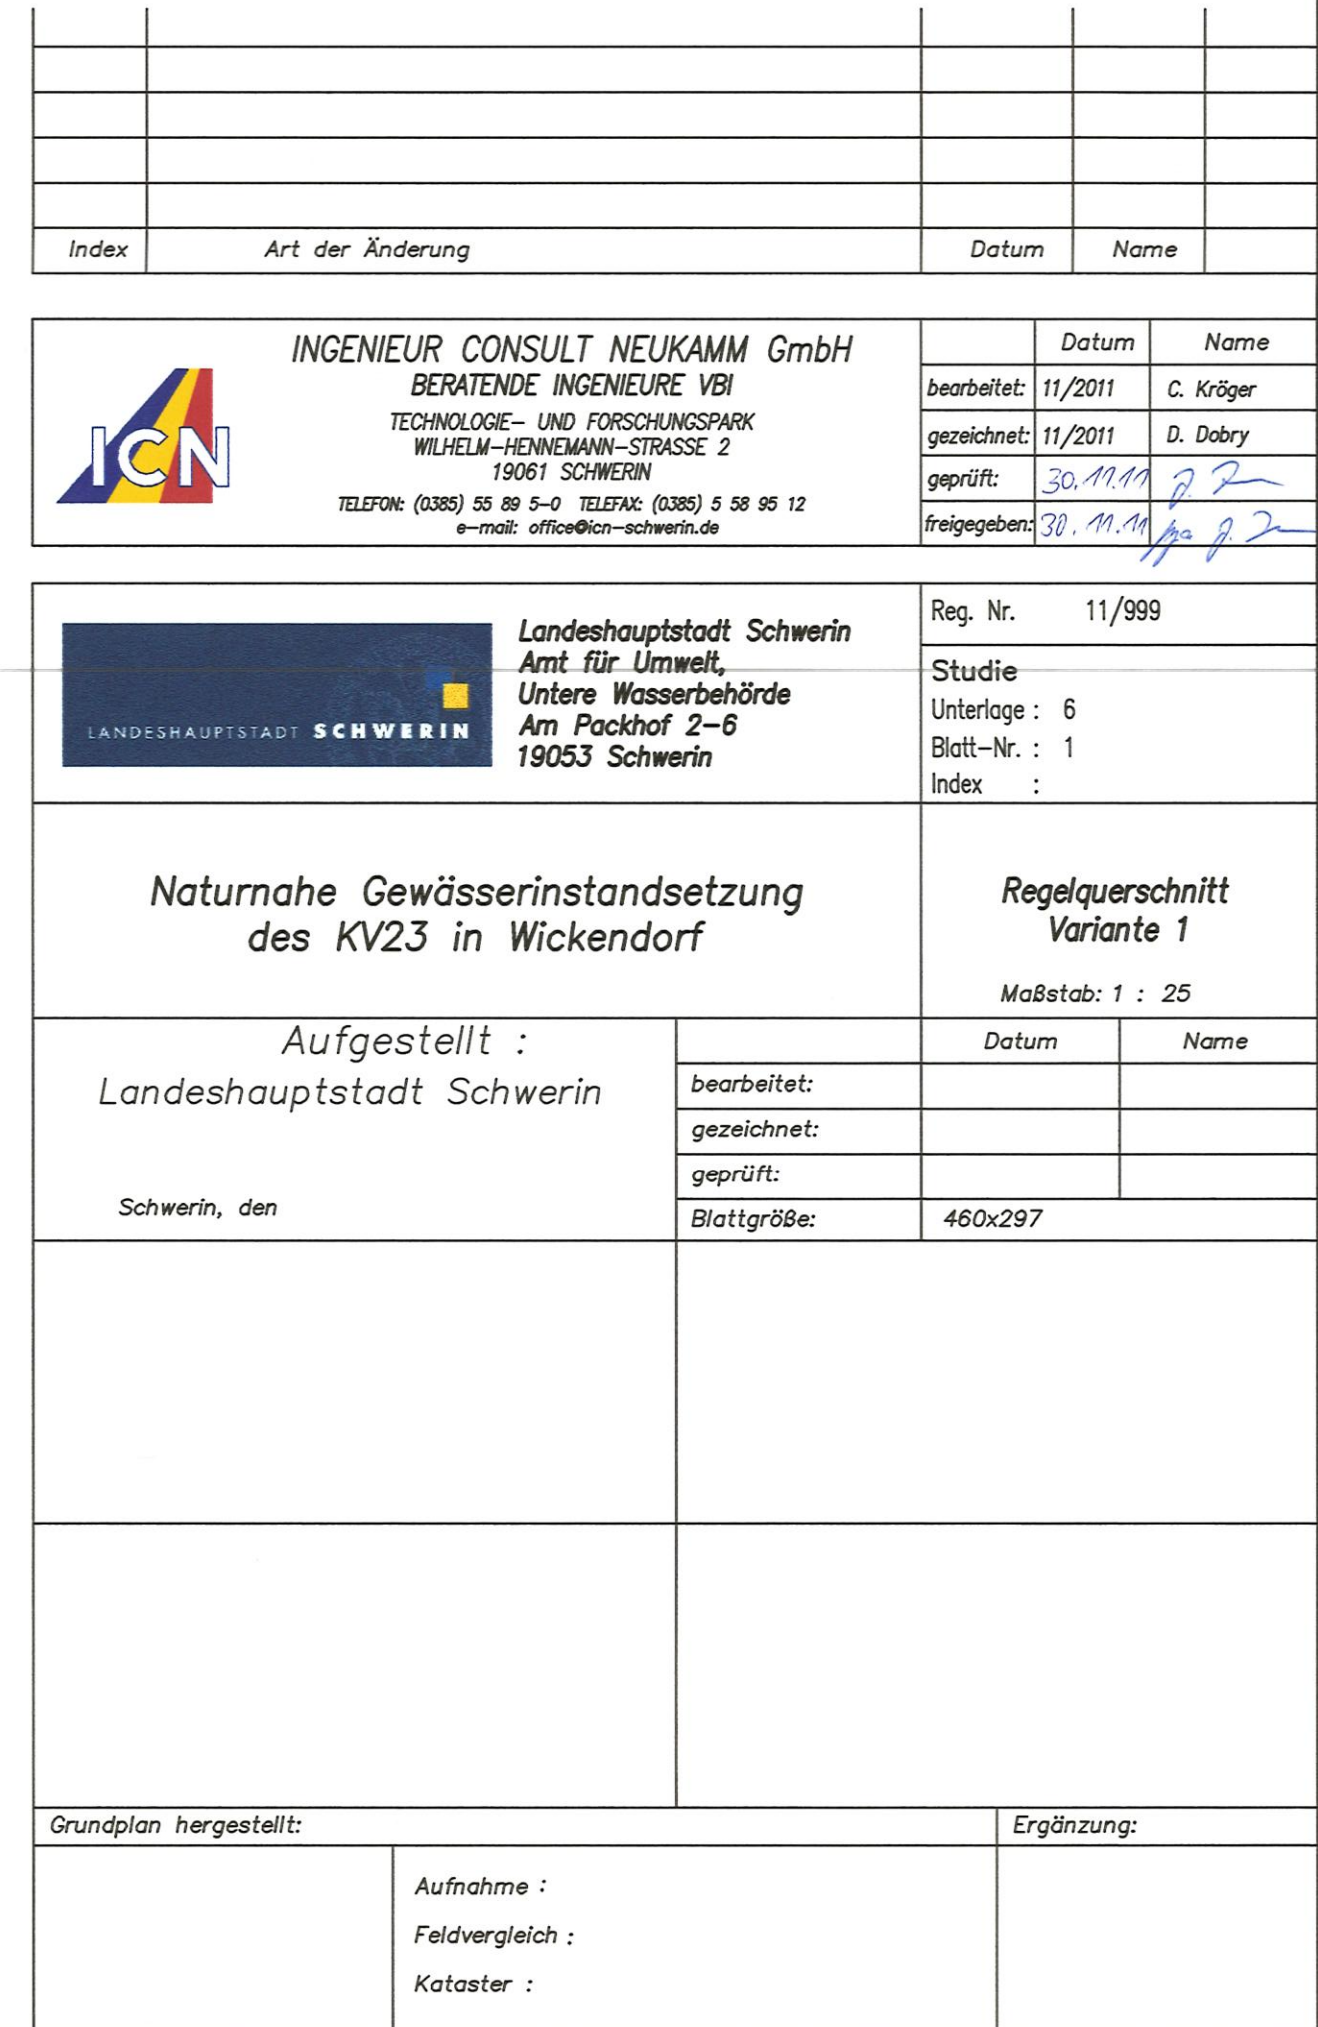 Index Art der Änderung Datum Name
INGENIEUR CONSULT NEUKAMM GmbH
BERATENDE INGENIEURE VBI
TECHNOLOGIE- UND FORSCHUNGSPARK
WILHELM-HENNEMANN-STRASSE 2
19061 SCHWERIN
TELEFON: (0385) 55 89 5-0 TELEFAX: (0385) 5 58 95 12
e-mail: office@icn-schwerin.de
ICN
Datum Name
bearbeitet: 11/2011 C. Kröger
gezeichnet: 11/2011 D. Dobry
geprüft: 30.11.11
freigegeben: 30.11.11
LANDESHAUPTSTADT SCHWERIN
Landeshauptstadt Schwerin
Amt für Umwelt,
Untere Wasserbehörde
Am Packhof 2-6
19053 Schwerin
Reg. Nr. 11/999
Studie
Unterlage : 6
Blatt-Nr. : 1
Index :
Naturnahe Gewässerinstandsetzung
des KV23 in Wickendorf
Regelquerschnitt
Variante 1
Maßstab: 1 : 25
Aufgestellt :
Landeshauptstadt Schwerin
Schwerin, den
Datum Name
bearbeitet:
gezeichnet:
geprüft:
Blattgröße: 460x297
Grundplan hergestellt: Ergänzung:
Aufnahme :
Feldvergleich :
Kataster :